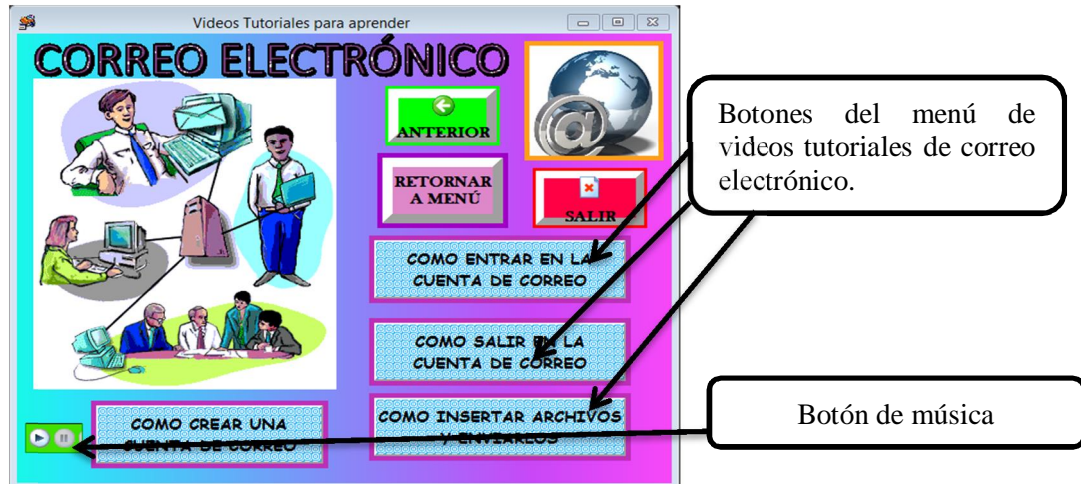 Videos Tutoriales para aprender
CORREO ELECTRÓNICO
ANTERIOR
RETORNAR
A MENÚ
SALIR
COMO ENTRAR EN LA
CUENTA DE CORREO
COMO SALIR EN LA
CUENTA DE CORREO
COMO INSERTAR ARCHIVOS
Y ENVIARLOS
COMO CREAR UNA
CUENTA DE CORREO
Botones del menú de
videos tutoriales de correo
electrónico.
Botón de música